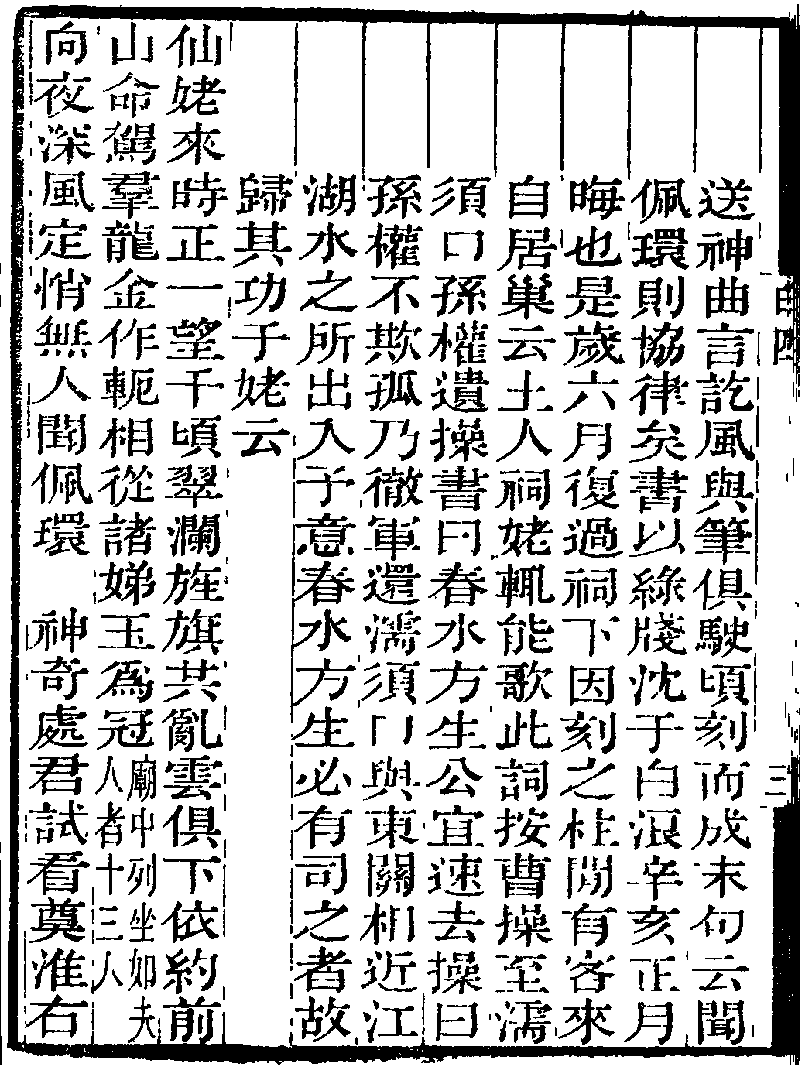 送神曲言訖風與筆俱駛頃刻而成末句云聞
佩環則協律矣書以綠牋沈于白浪辛亥正月
晦也是歲六月復過祠下因刻之柱間有客來
自居巢云土人祠姥輒能歌此詞按曹操至濡
須口孫權遺操書曰春水方生公宜速去操曰
孫權不欺孤乃徹軍還濡須口與東關相近江
湖水之所出入予意春水方生必有司之者故
歸其功于姥云
仙姥來時正一望千頃翠瀾旌旗共亂雲俱下依約前
山命駕羣龍金作軛相從諸娣玉爲冠廟中列坐如夫人者十三人
向夜深風定悄無人聞佩環　神奇處君試看奠淮右